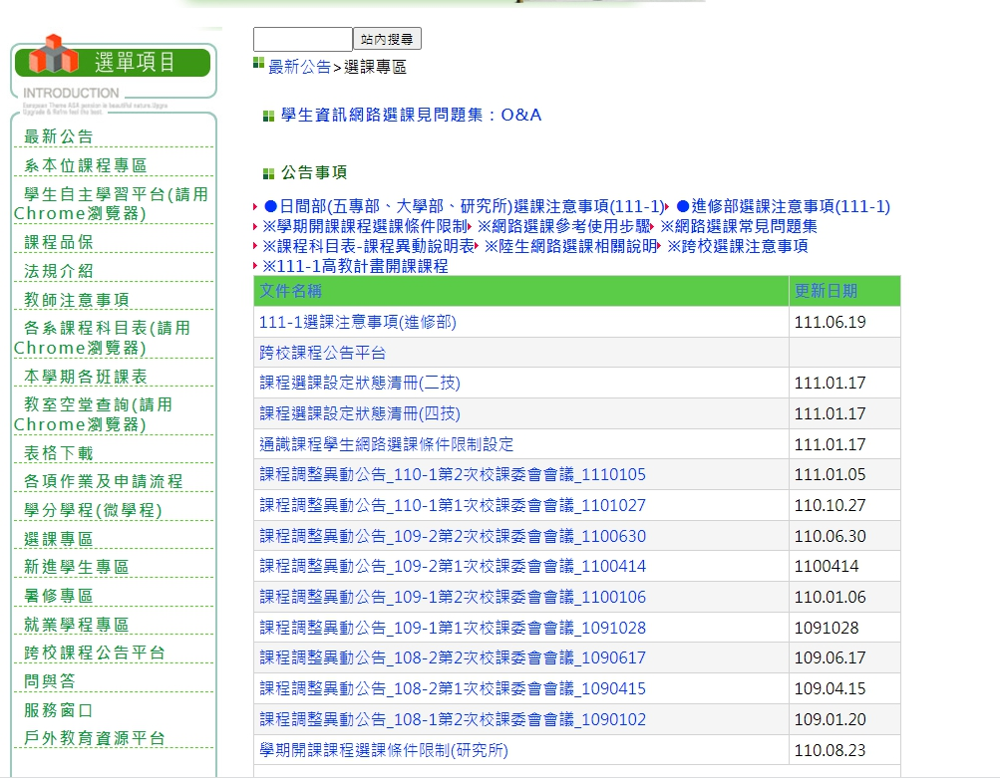 選單項目
INTRODUCTION
最新公告
系本位課程專區
學生自主學習平台(請用
Chrome瀏覽器)
課程品保
法規介紹
教師注意事項
各系課程科目表(請用
Chrome瀏覽器)
本學期各班課表
教室空堂查詢(請用
Chrome瀏覽器)
表格下載
各項作業及申請流程
學分學程(微學程)
選課專區
新進學生專區
暑修專區
就業學程專區
跨校課程公告平台
問與答
服務窗口
戶外教育資源平台
站內搜尋
最新公告>選課專區
學生資訊網路選課見問題集：O&A
公告事項
●日間部(五專部、大學部、研究所)選課注意事項(111-1) ●進修部選課注意事項(111-1)
※學期開課課程選課條件限制 ※網路選課參考使用步驟 ※網路選課常見問題集
※課程科目表-課程異動說明表 ※陸生網路選課相關說明 ※跨校選課注意事項
※111-1高教計畫開課課程
文件名稱 更新日期
111-1選課注意事項(進修部) 111.06.19
跨校課程公告平台
課程選課設定狀態清冊(二技) 111.01.17
課程選課設定狀態清冊(四技) 111.01.17
通識課程學生網路選課條件限制設定 111.01.17
課程調整異動公告_110-1第2次校課委會會議_1110105 111.01.05
課程調整異動公告_110-1第1次校課委會會議_1101027 110.10.27
課程調整異動公告_109-2第2次校課委會會議_1100630 110.06.30
課程調整異動公告_109-2第1次校課委會會議_1100414 1100414
課程調整異動公告_109-1第2次校課委會會議_1100106 110.01.06
課程調整異動公告_109-1第1次校課委會會議_1091028 1091028
課程調整異動公告_108-2第2次校課委會會議_1090617 109.06.17
課程調整異動公告_108-2第1次校課委會會議_1090415 109.04.15
課程調整異動公告_108-1第2次校課委會會議_1090102 109.01.20
學期開課課程選課條件限制(研究所) 110.08.23